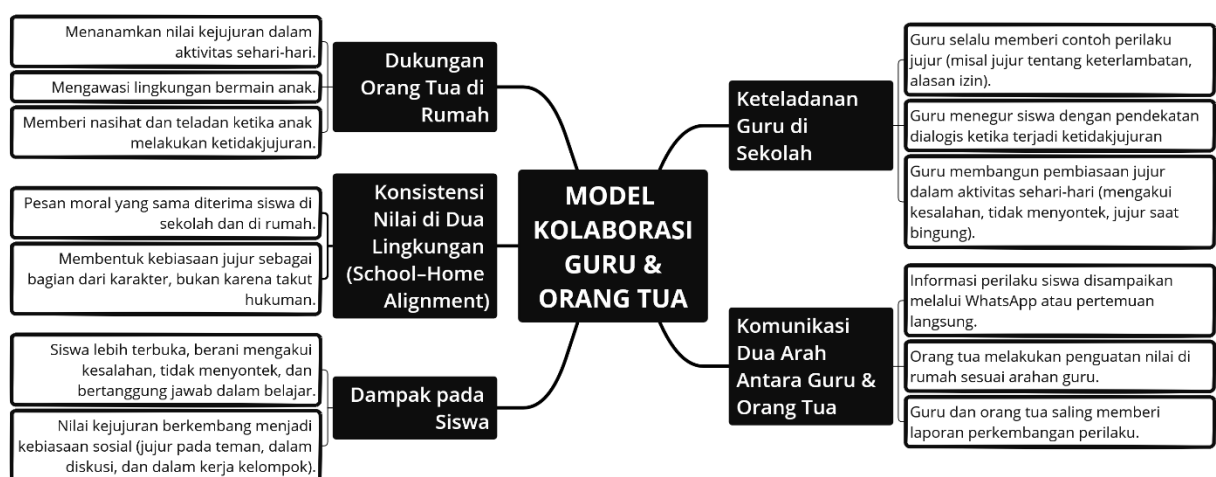 MODEL
KOLABORASI
GURU &
ORANG TUA
Keteladanan
Guru di
Sekolah
Guru selalu memberi contoh perilaku
jujur (misal jujur tentang keterlambatan,
alasan izin).
Guru menegur siswa dengan pendekatan
dialogis ketika terjadi ketidakjujuran
Guru membangun pembiasaan jujur
dalam aktivitas sehari-hari (mengakui
kesalahan, tidak menyontek, jujur saat
bingung).
Komunikasi
Dua Arah
Antara Guru &
Orang Tua
Informasi perilaku siswa disampaikan
melalui WhatsApp atau pertemuan
langsung.
Orang tua melakukan penguatan nilai di
rumah sesuai arahan guru.
Guru dan orang tua saling memberi
laporan perkembangan perilaku.
Dukungan
Orang Tua di
Rumah
Menanamkan nilai kejujuran dalam
aktivitas sehari-hari.
Mengawasi lingkungan bermain anak.
Memberi nasihat dan teladan ketika anak
melakukan ketidakjujuran.
Konsistensi
Nilai di Dua
Lingkungan
(School–Home
Alignment)
Pesan moral yang sama diterima siswa di
sekolah dan di rumah.
Membentuk kebiasaan jujur sebagai
bagian dari karakter, bukan karena takut
hukuman.
Dampak pada
Siswa
Siswa lebih terbuka, berani mengakui
kesalahan, tidak menyontek, dan
bertanggung jawab dalam belajar.
Nilai kejujuran berkembang menjadi
kebiasaan sosial (jujur pada teman, dalam
diskusi, dan dalam kerja kelompok).